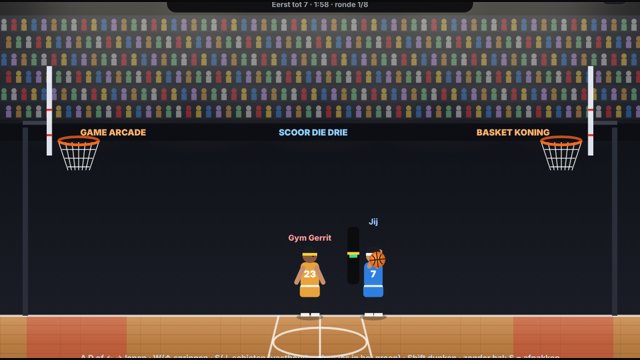 Eerst tot 7 · 1:58 · ronde 1/8
GAME ARCADE
SCOOR DIE DRIE
BASKET KONING
Jij
Gym Gerrit
23
7